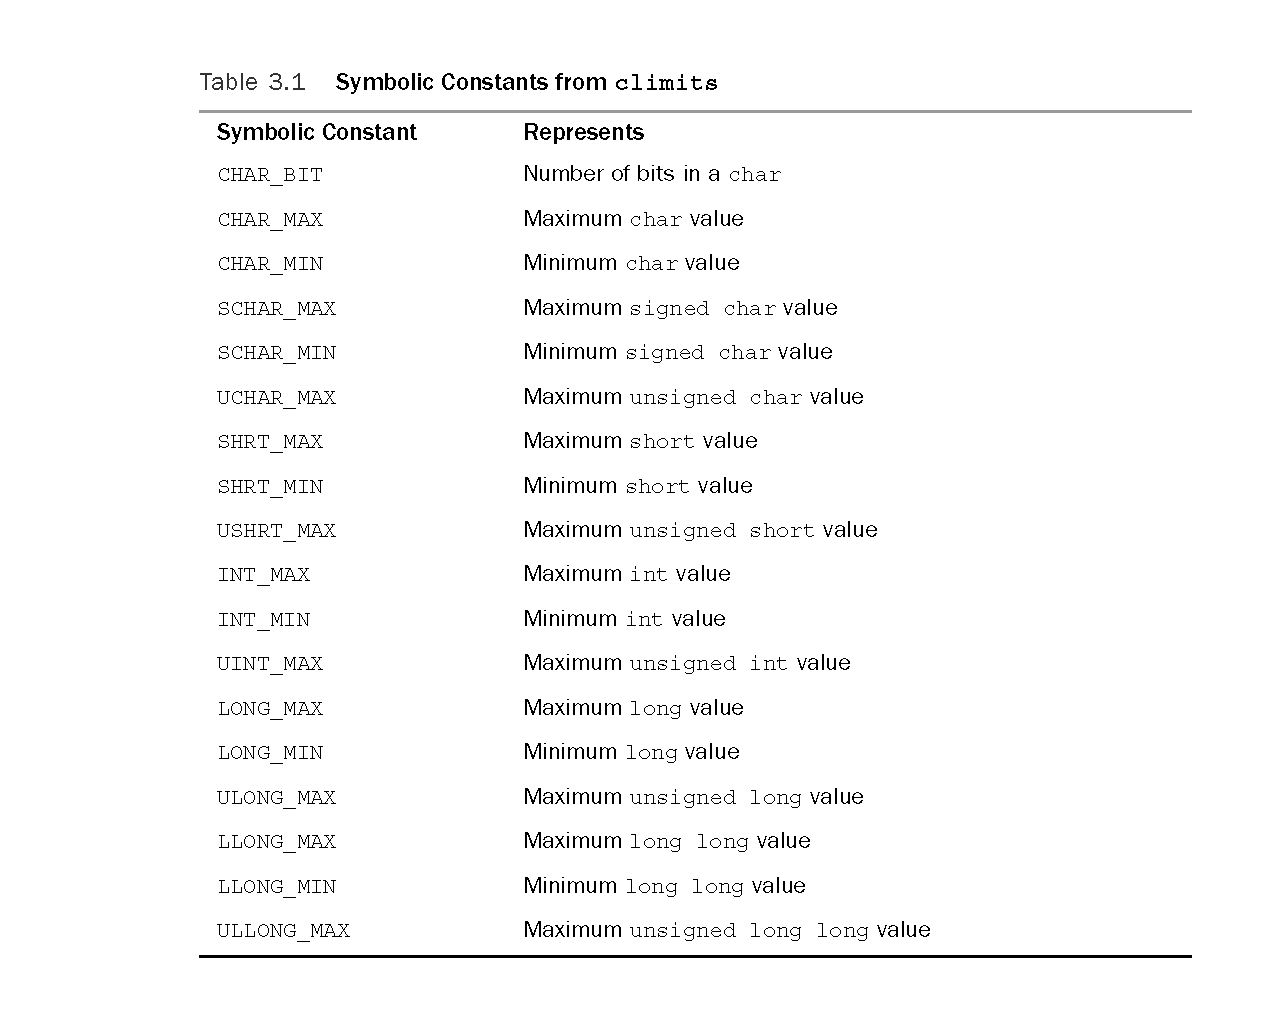 Table 3.1 Symbolic Constants from climits
Symbolic Constant Represents
CHAR_BIT Number of bits in a char
CHAR_MAX Maximum char value
CHAR_MIN Minimum char value
SCHAR_MAX Maximum signed char value
SCHAR_MIN Minimum signed char value
UCHAR_MAX Maximum unsigned char value
SHRT_MAX Maximum short value
SHRT_MIN Minimum short value
USHRT_MAX Maximum unsigned short value
INT_MAX Maximum int value
INT_MIN Minimum int value
UINT_MAX Maximum unsigned int value
LONG_MAX Maximum long value
LONG_MIN Minimum long value
ULONG_MAX Maximum unsigned long value
LLONG_MAX Maximum long long value
LLONG_MIN Minimum long long value
ULLONG_MAX Maximum unsigned long long value